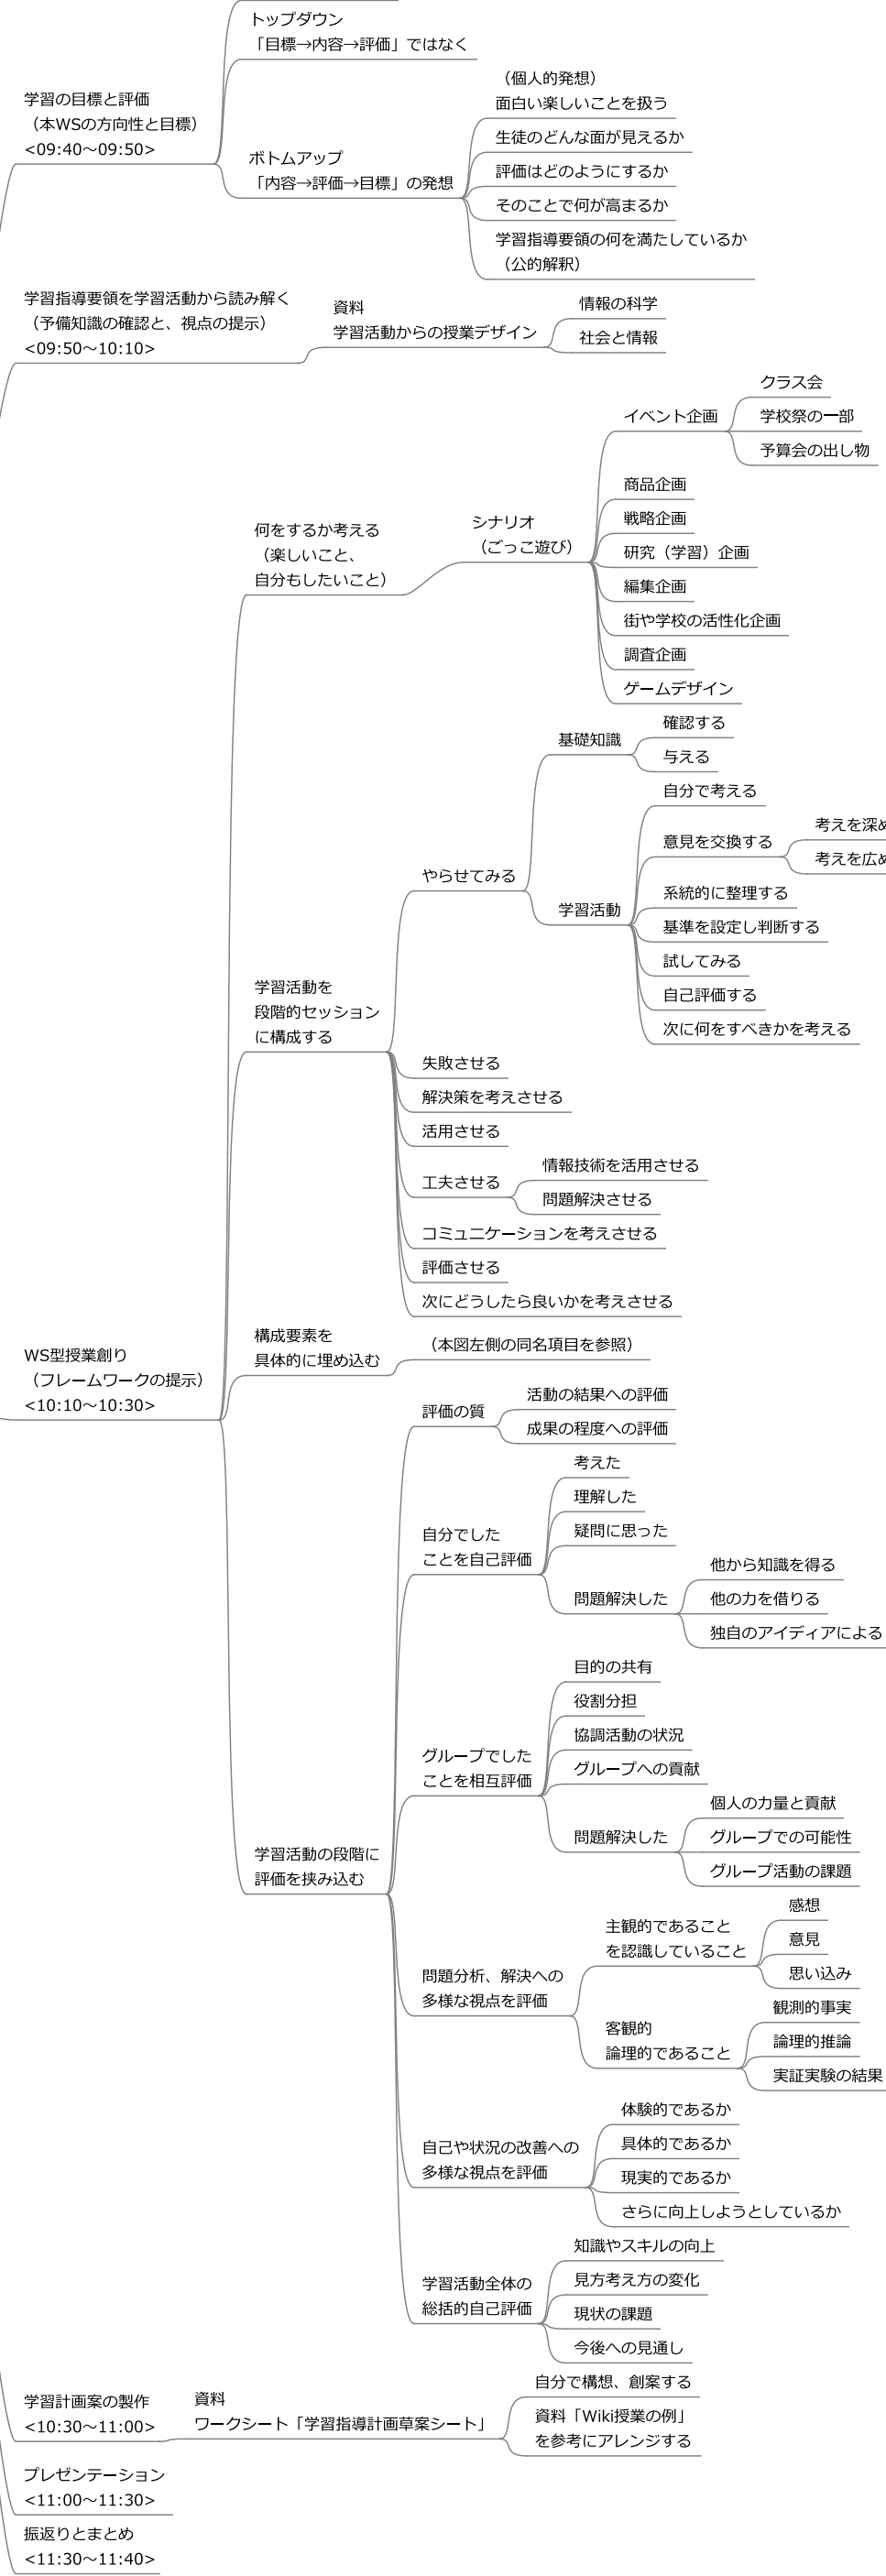 学習の目標と評価
（本WSの方向性と目標）
<09:40〜09:50>
トップダウン
「目標→内容→評価」ではなく
ボトムアップ
「内容→評価→目標」の発想
（個人的発想）
面白い楽しいことを扱う
生徒のどんな面が見えるか
評価はどのようにするか
そのことで何が高まるか
学習指導要領の何を満たしているか
（公的解釈）
学習指導要領を学習活動から読み解く
（予備知識の確認と、視点の提示）
<09:50〜10:10>
資料
学習活動からの授業デザイン
情報の科学
社会と情報
WS型授業創り
（フレームワークの提示）
<10:10〜10:30>
何をするか考える
（楽しいこと、
自分もしたいこと）
シナリオ
（ごっこ遊び）
イベント企画
クラス会
学校祭の一部
予算会の出し物
商品企画
戦略企画
研究（学習）企画
編集企画
街や学校の活性化企画
調査企画
ゲームデザイン
学習活動を
段階的セッション
に構成する
やらせてみる
基礎知識
確認する
与える
学習活動
自分で考える
意見を交換する
考えを深め
考えを広め
系統的に整理する
基準を設定し判断する
試してみる
自己評価する
次に何をすべきかを考える
失敗させる
解決策を考えさせる
活用させる
工夫させる
情報技術を活用させる
問題解決させる
コミュニケーションを考えさせる
評価させる
次にどうしたら良いかを考えさせる
構成要素を
具体的に埋め込む
（本図左側の同名項目を参照）
学習活動の段階に
評価を挟み込む
評価の質
活動の結果への評価
成果の程度への評価
自分でした
ことを自己評価
考えた
理解した
疑問に思った
問題解決した
他から知識を得る
他の力を借りる
独自のアイディアによる
グループでした
ことを相互評価
目的の共有
役割分担
協調活動の状況
グループへの貢献
問題解決した
個人の力量と貢献
グループでの可能性
グループ活動の課題
問題分析、解決への
多様な視点を評価
主観的であること
を認識していること
感想
意見
思い込み
客観的
論理的であること
観測的事実
論理的推論
実証実験の結果
自己や状況の改善への
多様な視点を評価
体験的であるか
具体的であるか
現実的であるか
さらに向上しようとしているか
学習活動全体の
総括的自己評価
知識やスキルの向上
見方考え方の変化
現状の課題
今後への見通し
学習計画案の製作
<10:30〜11:00>
資料
ワークシート「学習指導計画草案シート」
自分で構想、創案する
資料「Wiki授業の例」
を参考にアレンジする
プレゼンテーション
<11:00〜11:30>
振返りとまとめ
<11:30〜11:40>